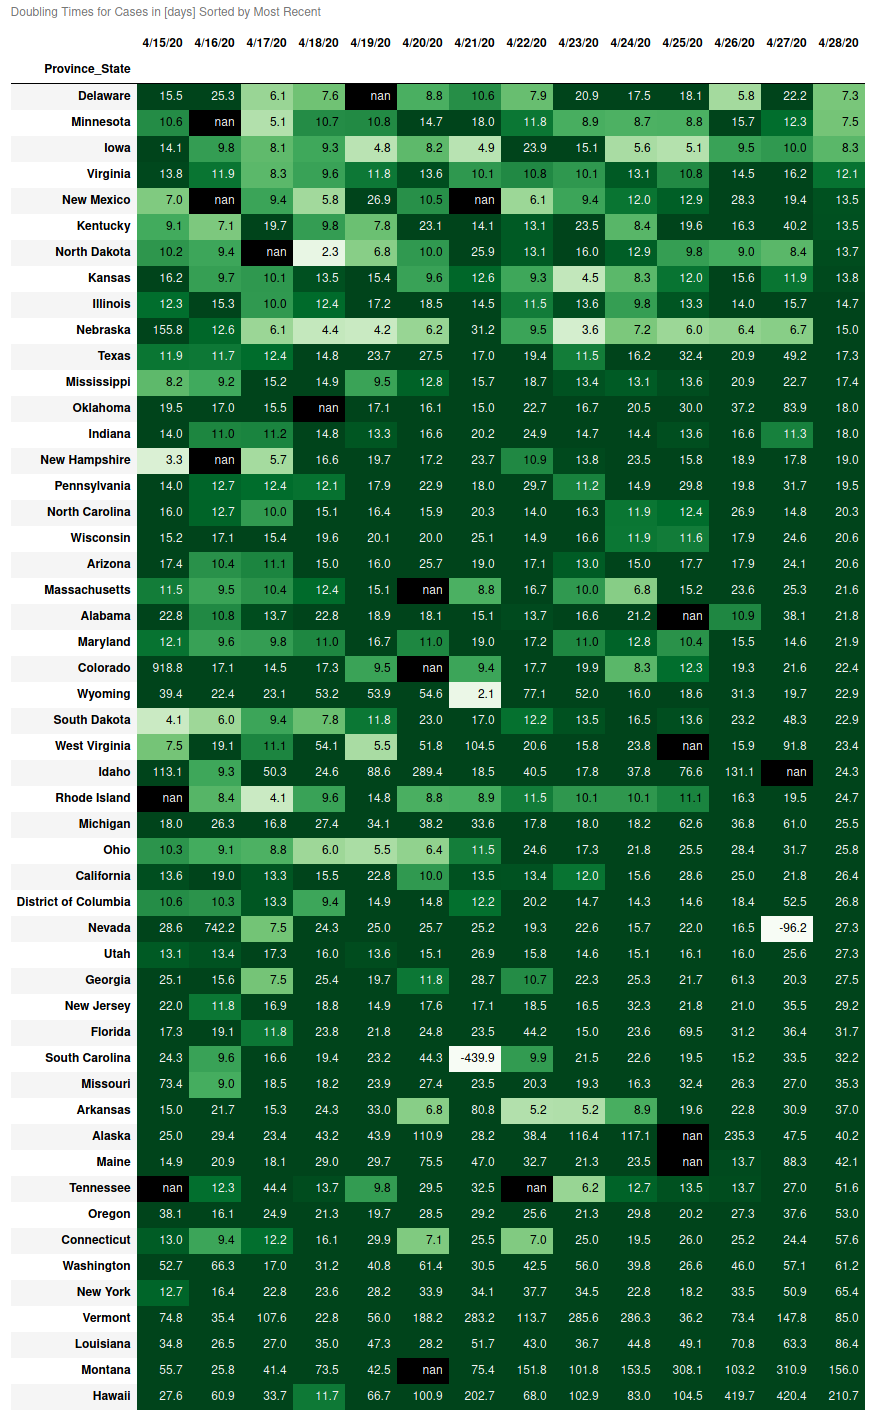 Doubling Times for Cases in [days] Sorted by Most Recent
4/15/20 4/16/20 4/17/20 4/18/20 4/19/20 4/20/20 4/21/20 4/22/20 4/23/20 4/24/20 4/25/20 4/26/20 4/27/20 4/28/20
Province_State
Delaware 15.5 25.3 6.1 7.6 nan 8.8 10.6 7.9 20.9 17.5 18.1 5.8 22.2 7.3
Minnesota 10.6 nan 5.1 10.7 10.8 14.7 18.0 11.8 8.9 8.7 8.8 15.7 12.3 7.5
Iowa 14.1 9.8 8.1 9.3 4.8 8.2 4.9 23.9 15.1 5.6 5.1 9.5 10.0 8.3
Virginia 13.8 11.9 8.3 9.6 11.8 13.6 10.1 10.8 10.1 13.1 10.8 14.5 16.2 12.1
New Mexico 7.0 nan 9.4 5.8 26.9 10.5 nan 6.1 9.4 12.0 12.9 28.3 19.4 13.5
Kentucky 9.1 7.1 19.7 9.8 7.8 23.1 14.1 13.1 23.5 8.4 19.6 16.3 40.2 13.5
North Dakota 10.2 9.4 nan 2.3 6.8 10.0 25.9 13.1 16.0 12.9 9.8 9.0 8.4 13.7
Kansas 16.2 9.7 10.1 13.5 15.4 9.6 12.6 9.3 4.5 8.3 12.0 15.6 11.9 13.8
Illinois 12.3 15.3 10.0 12.4 17.2 18.5 14.5 11.5 13.6 9.8 13.3 14.0 15.7 14.7
Nebraska 155.8 12.6 6.1 4.4 4.2 6.2 31.2 9.5 3.6 7.2 6.0 6.4 6.7 15.0
Texas 11.9 11.7 12.4 14.8 23.7 27.5 17.0 19.4 11.5 16.2 32.4 20.9 49.2 17.3
Mississippi 8.2 9.2 15.2 14.9 9.5 12.8 15.7 18.7 13.4 13.1 13.6 20.9 22.7 17.4
Oklahoma 19.5 17.0 15.5 nan 17.1 16.1 15.0 22.7 16.7 20.5 30.0 37.2 83.9 18.0
Indiana 14.0 11.0 11.2 14.8 13.3 16.6 20.2 24.9 14.7 14.4 13.6 16.6 11.3 18.0
New Hampshire 3.3 nan 5.7 16.6 19.7 17.2 23.7 10.9 13.8 23.5 15.8 18.9 17.8 19.0
Pennsylvania 14.0 12.7 12.4 12.1 17.9 22.9 18.0 29.7 11.2 14.9 29.8 19.8 31.7 19.5
North Carolina 16.0 12.7 10.0 15.1 16.4 15.9 20.3 14.0 16.3 11.9 12.4 26.9 14.8 20.3
Wisconsin 15.2 17.1 15.4 19.6 20.1 20.0 25.1 14.9 16.6 11.9 11.6 17.9 24.6 20.6
Arizona 17.4 10.4 11.1 15.0 16.0 25.7 19.0 17.1 13.0 15.0 17.7 17.9 24.1 20.6
Massachusetts 11.5 9.5 10.4 12.4 15.1 nan 8.8 16.7 10.0 6.8 15.2 23.6 25.3 21.6
Alabama 22.8 10.8 13.7 22.8 18.9 18.1 15.1 13.7 16.6 21.2 nan 10.9 38.1 21.8
Maryland 12.1 9.6 9.8 11.0 16.7 11.0 19.0 17.2 11.0 12.8 10.4 15.5 14.6 21.9
Colorado 918.8 17.1 14.5 17.3 9.5 nan 9.4 17.7 19.9 8.3 12.3 19.3 21.6 22.4
Wyoming 39.4 22.4 23.1 53.2 53.9 54.6 2.1 77.1 52.0 16.0 18.6 31.3 19.7 22.9
South Dakota 4.1 6.0 9.4 7.8 11.8 23.0 17.0 12.2 13.5 16.5 13.6 23.2 48.3 22.9
West Virginia 7.5 19.1 11.1 54.1 5.5 51.8 104.5 20.6 15.8 23.8 nan 15.9 91.8 23.4
Idaho 113.1 9.3 50.3 24.6 88.6 289.4 18.5 40.5 17.8 37.8 76.6 131.1 nan 24.3
Rhode Island nan 8.4 4.1 9.6 14.8 8.8 8.9 11.5 10.1 10.1 11.1 16.3 19.5 24.7
Michigan 18.0 26.3 16.8 27.4 34.1 38.2 33.6 17.8 18.0 18.2 62.6 36.8 61.0 25.5
Ohio 10.3 9.1 8.8 6.0 5.5 6.4 11.5 24.6 17.3 21.8 25.5 28.4 31.7 25.8
California 13.6 19.0 13.3 15.5 22.8 10.0 13.5 13.4 12.0 15.6 28.6 25.0 21.8 26.4
District of Columbia 10.6 10.3 13.3 9.4 14.8 14.8 12.2 20.2 14.7 14.3 14.6 18.4 52.5 26.8
Nevada 28.6 742.2 7.5 24.3 25.0 25.7 25.2 19.3 22.6 15.7 22.0 16.5 -96.2 27.3
Utah 13.1 13.4 17.3 16.0 13.6 15.1 26.9 15.8 14.6 15.1 16.1 16.0 25.6 27.3
Georgia 25.1 15.6 7.5 25.4 19.7 11.8 28.7 10.7 22.3 25.3 21.7 61.3 20.3 27.5
New Jersey 22.0 11.8 16.9 18.8 14.9 17.6 17.1 18.5 16.5 32.3 21.8 21.0 35.5 29.2
Florida 17.3 19.1 11.8 23.8 21.8 24.8 23.5 44.2 15.0 23.6 69.5 31.2 36.4 31.7
South Carolina 24.3 9.6 16.6 19.4 23.2 44.3 -439.9 9.9 21.5 22.6 19.5 15.2 33.5 32.2
Missouri 73.4 9.0 18.5 18.2 23.9 27.4 23.5 20.3 19.3 16.3 32.4 26.3 27.0 35.3
Arkansas 15.0 21.7 15.3 24.3 33.0 6.8 80.8 5.2 5.2 8.9 19.6 22.8 30.9 37.0
Alaska 25.0 29.4 23.4 43.2 43.9 110.9 28.2 38.4 116.4 117.1 nan 235.3 47.5 40.2
Maine 14.9 20.9 18.1 29.0 29.7 75.5 47.0 32.7 21.3 23.5 nan 13.7 88.3 42.1
Tennessee nan 12.3 44.4 13.7 9.8 29.5 32.5 nan 6.2 12.7 13.5 13.7 27.0 51.6
Oregon 38.1 16.1 24.9 21.3 19.7 28.5 29.2 25.6 21.3 29.8 20.2 27.3 37.6 53.0
Connecticut 13.0 9.4 12.2 16.1 29.9 7.1 25.5 7.0 25.0 19.5 26.0 25.2 24.4 57.6
Washington 52.7 66.3 17.0 31.2 40.8 61.4 30.5 42.5 56.0 39.8 26.6 46.0 57.1 61.2
New York 12.7 16.4 22.8 23.6 28.2 33.9 34.1 37.7 34.5 22.8 18.2 33.5 50.9 65.4
Vermont 74.8 35.4 107.6 22.8 56.0 188.2 283.2 113.7 285.6 286.3 36.2 73.4 147.8 85.0
Louisiana 34.8 26.5 27.0 35.0 47.3 28.2 51.7 43.0 36.7 44.8 49.1 70.8 63.3 86.4
Montana 55.7 25.8 41.4 73.5 42.5 nan 75.4 151.8 101.8 153.5 308.1 103.2 310.9 156.0
Hawaii 27.6 60.9 33.7 11.7 66.7 100.9 202.7 68.0 102.9 83.0 104.5 419.7 420.4 210.7